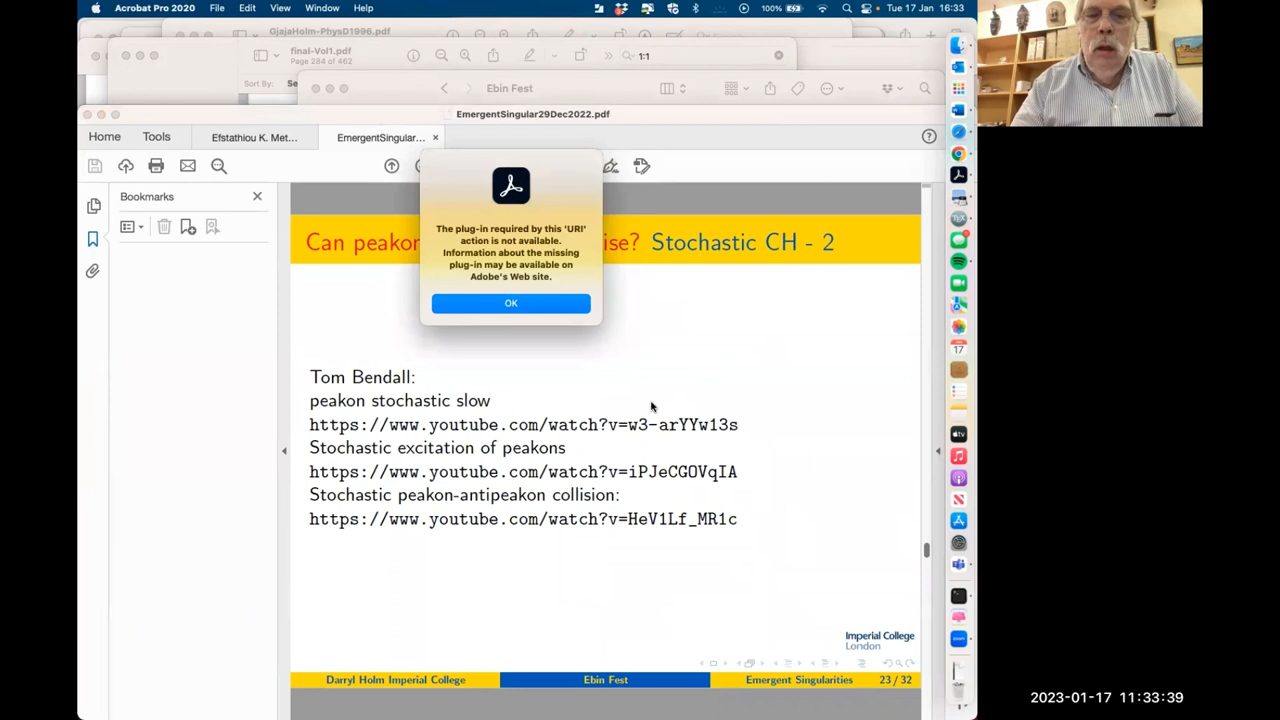 Acrobat Pro 2020 File Edit View Sign Window Help 100% Tue 17 Jan 16:33
GjajaHolm-PhysD1996.pdf
final-Vol1.pdf
Page 284 of 462
1:1
Sort By:
Ebin Fest
EmergentSingular29Dec2022.pdf
Home Tools Efstathiou K. Met... EmergentSingular...
Bookmarks
The plug-in required by this 'URI'
action is not available.
Information about the missing
plug-in may be available on
Adobe's Web site.
OK
Can peakon ise? Stochastic CH - 2
Tom Bendall:
peakon stochastic slow
https://www.youtube.com/watch?v=w3-arYYw13s
Stochastic excitation of peakons
https://www.youtube.com/watch?v=iPJeCGOVqIA
Stochastic peakon-antipeakon collision:
https://www.youtube.com/watch?v=HeV1Lf_MR1c
Imperial College
London
Darryl Holm Imperial College Ebin Fest Emergent Singularities 23 / 32
17
2023-01-17 11:33:39